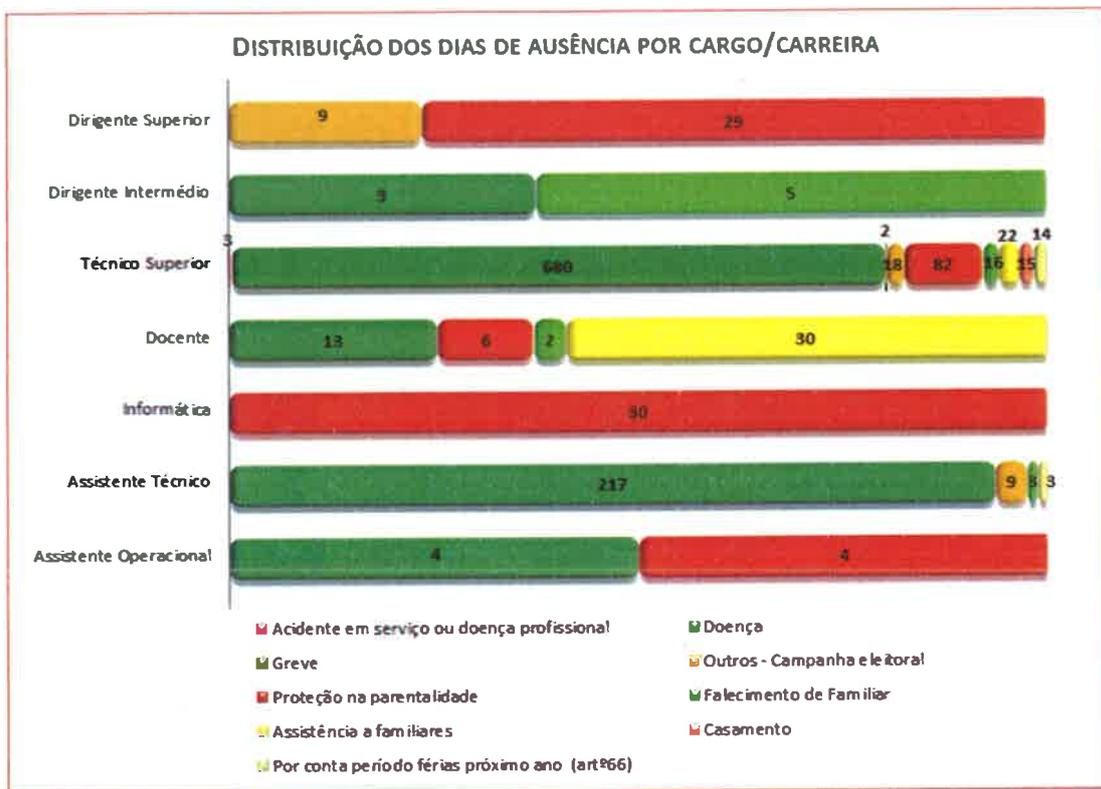 DISTRIBUIÇÃO DOS DIAS DE AUSÊNCIA POR CARGO/CARREIRA
Dirigente Superior 9 29
Dirigente Intermédio 3 5
3 2 22 14
Técnico Superior 680 18 82 16 15
Docente 13 6 2 30
Informática 30
Assistente Técnico 217 9 3 3
Assistente Operacional 4 4
Acidente em serviço ou doença profissional Doença
Greve Outros - Campanha eleitoral
Proteção na parentalidade Falecimento de Familiar
Assistência a familiares Casamento
Por conta período férias próximo ano (artº66)